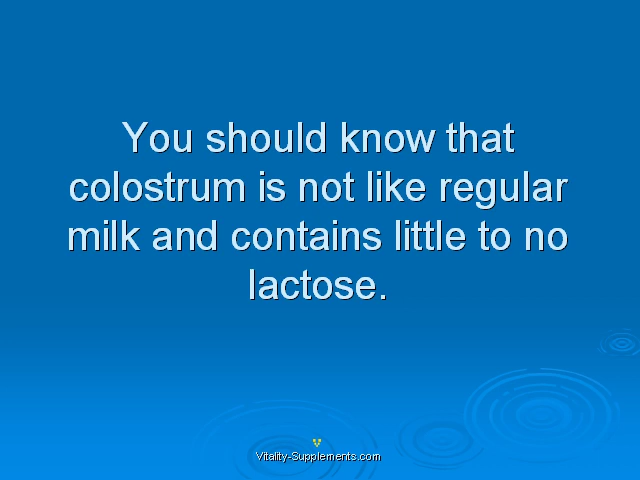 You should know that
colostrum is not like regular
milk and contains little to no
lactose.
Vitality-Supplements.com